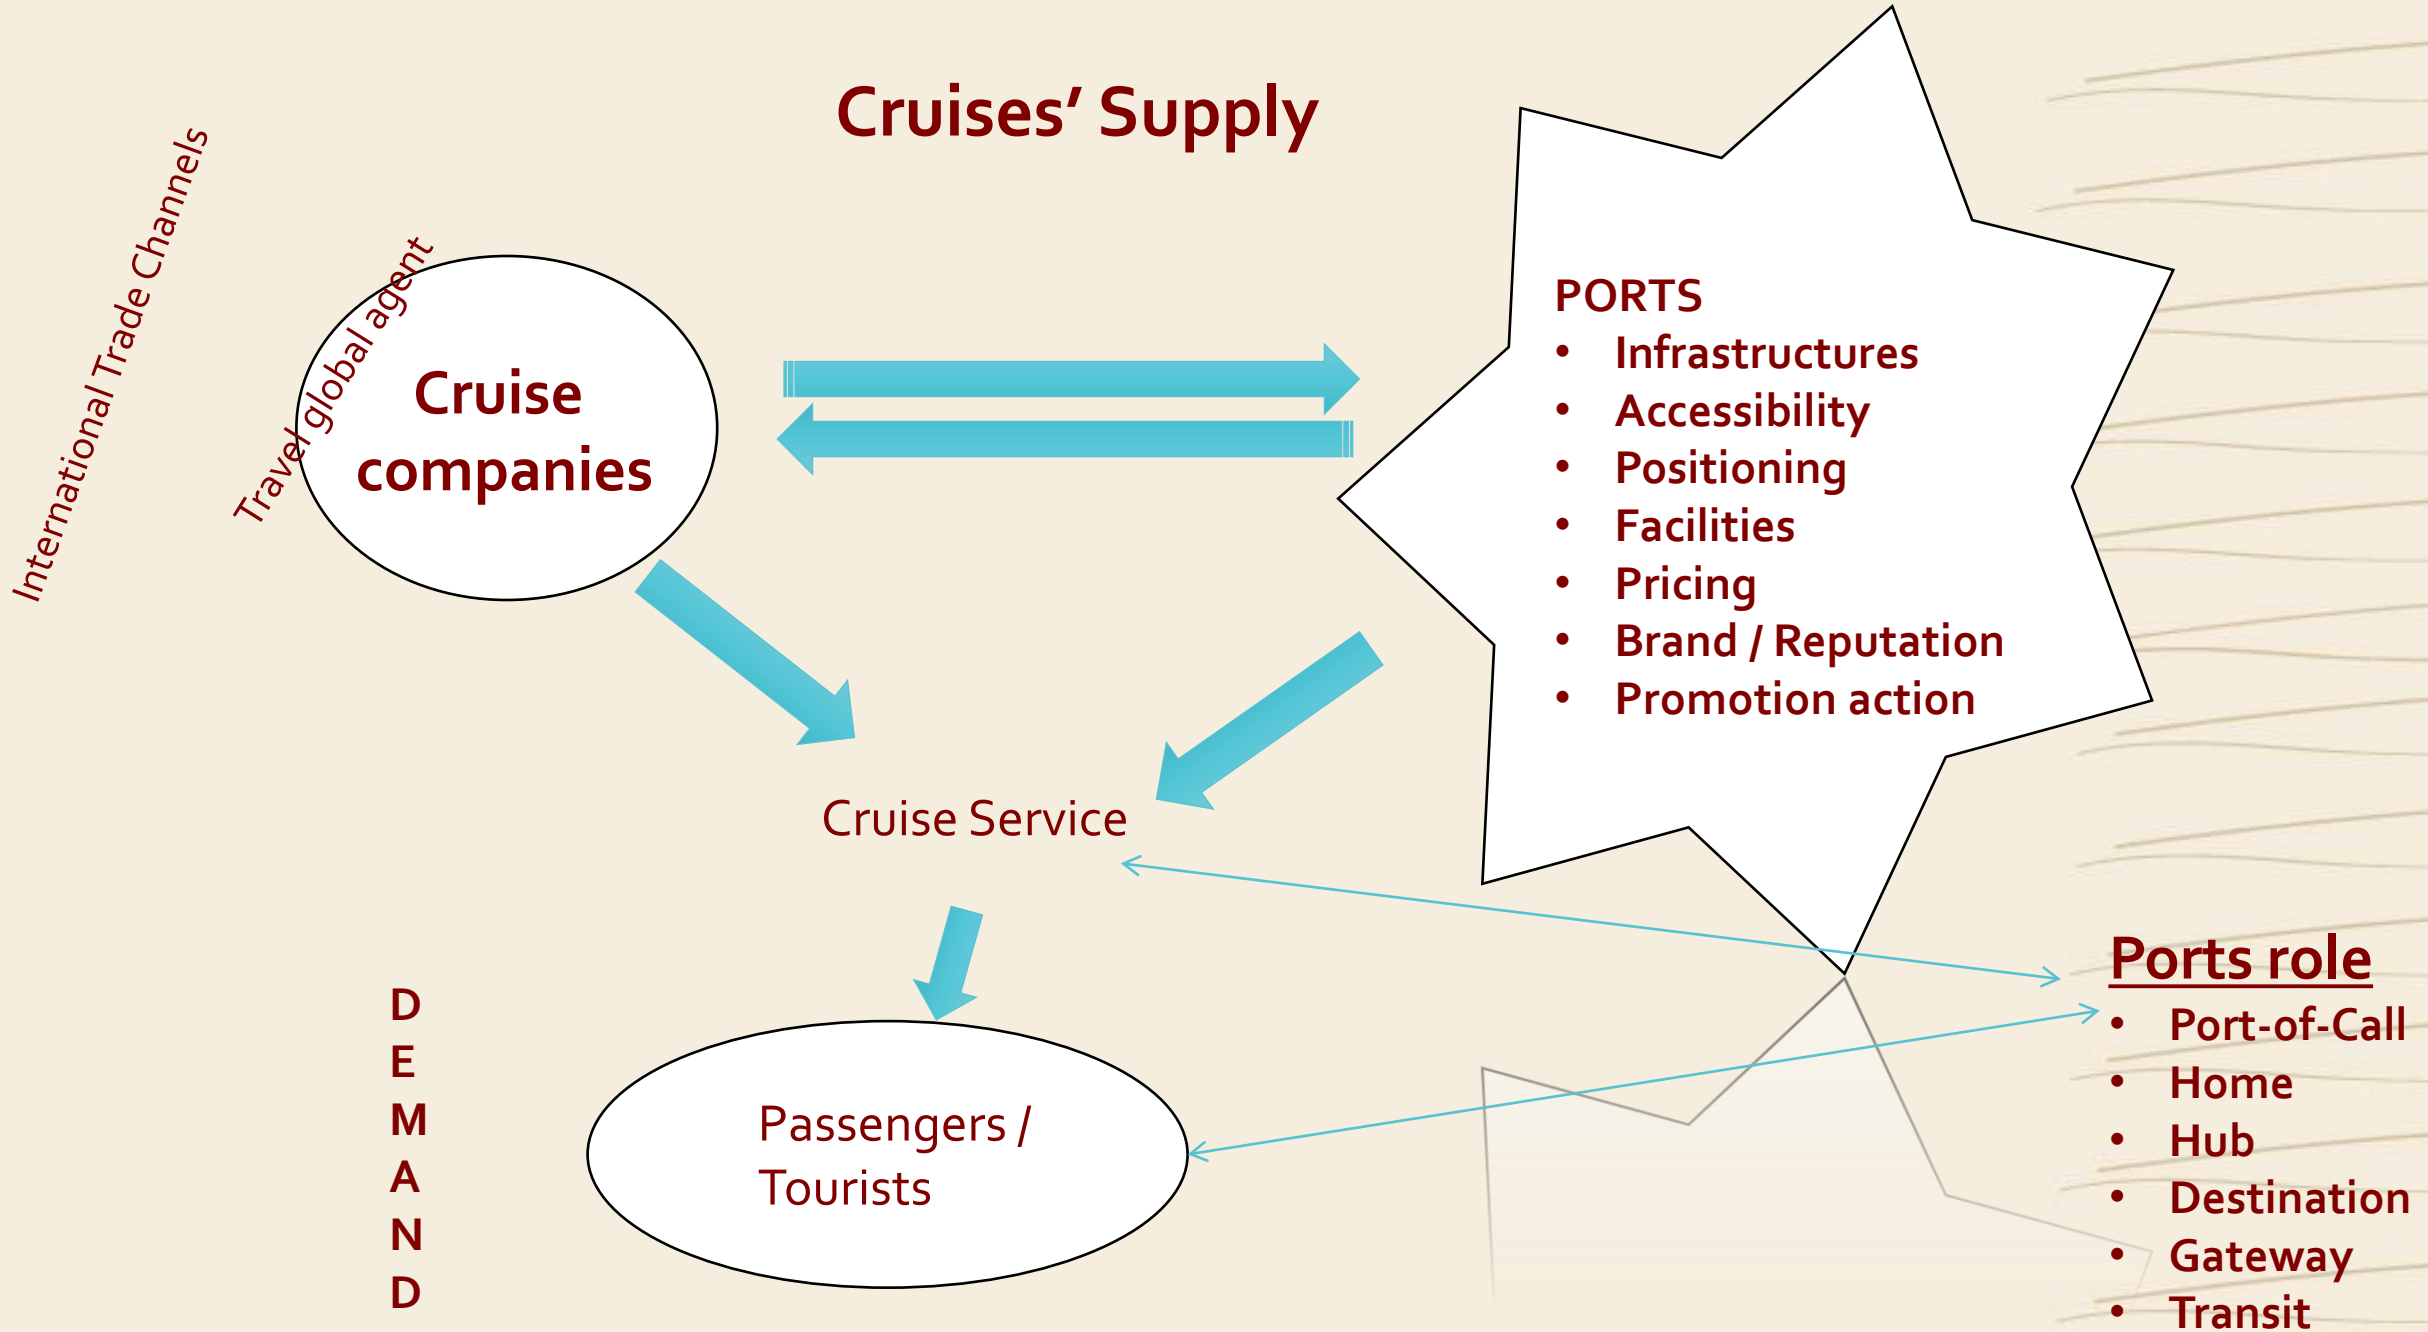 Cruises’ Supply
International Trade Channels
Travel global agent
Cruise
companies
PORTS
• Infrastructures
• Accessibility
• Positioning
• Facilities
• Pricing
• Brand / Reputation
• Promotion action
Cruise Service
D
E
M
A
N
D
Passengers /
Tourists
Ports role
• Port-of-Call
• Home
• Hub
• Destination
• Gateway
• Transit